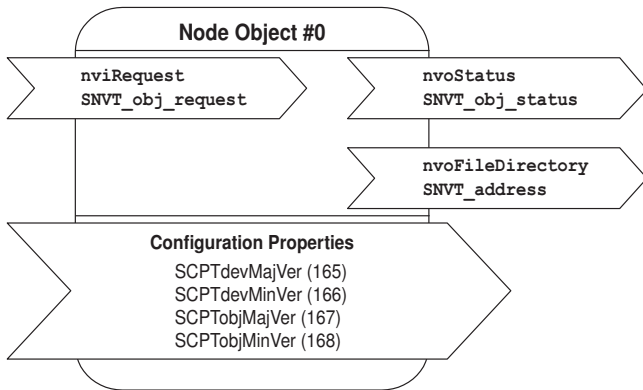 Node Object #0
nviRequest
SNVT_obj_request
nvoStatus
SNVT_obj_status
nvoFileDirectory
SNVT_address
Configuration Properties
SCPTdevMajVer (165)
SCPTdevMinVer (166)
SCPTobjMajVer (167)
SCPTobjMinVer (168)